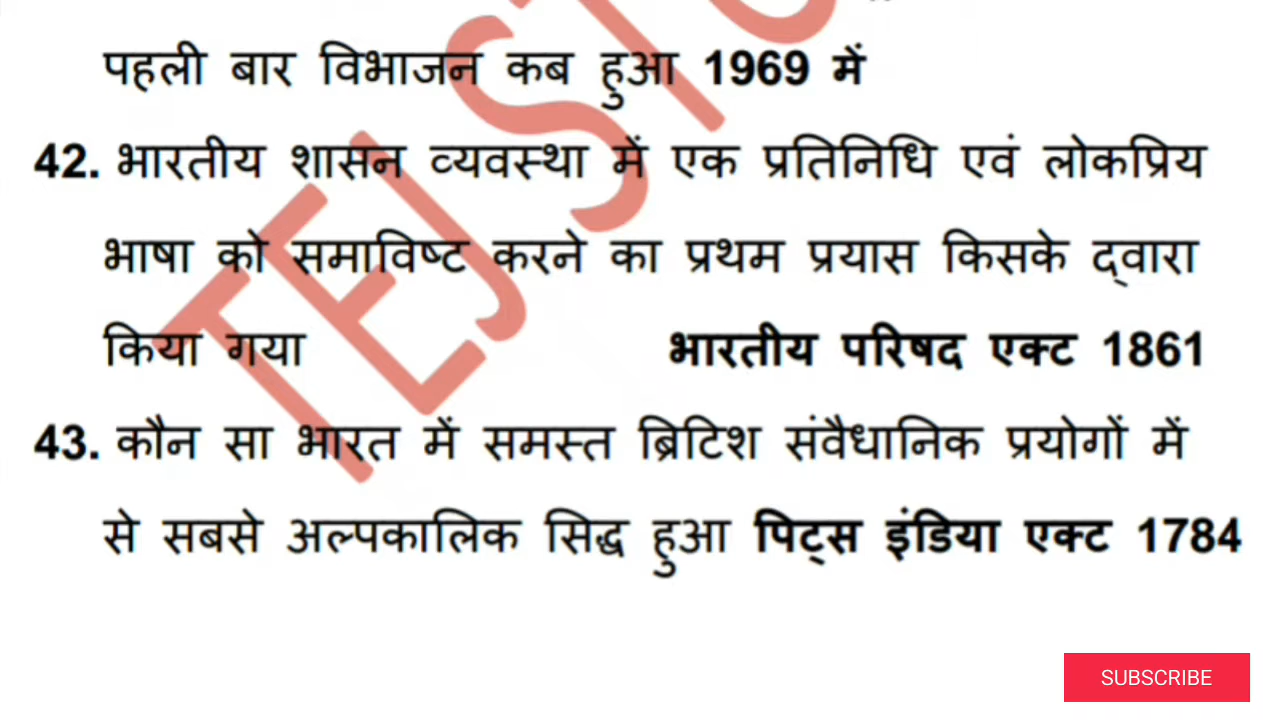 पहली बार विभाजन कब हुआ 1969 में
42. भारतीय शासन व्यवस्था में एक प्रतिनिधि एवं लोकप्रिय
भाषा को समाविष्ट करने का प्रथम प्रयास किसके द्वारा
किया गया भारतीय परिषद एक्ट 1861
43. कौन सा भारत में समस्त ब्रिटिश संवैधानिक प्रयोगों में
से सबसे अल्पकालिक सिद्ध हुआ पिट्स इंडिया एक्ट 1784
TEJ
SUBSCRIBE